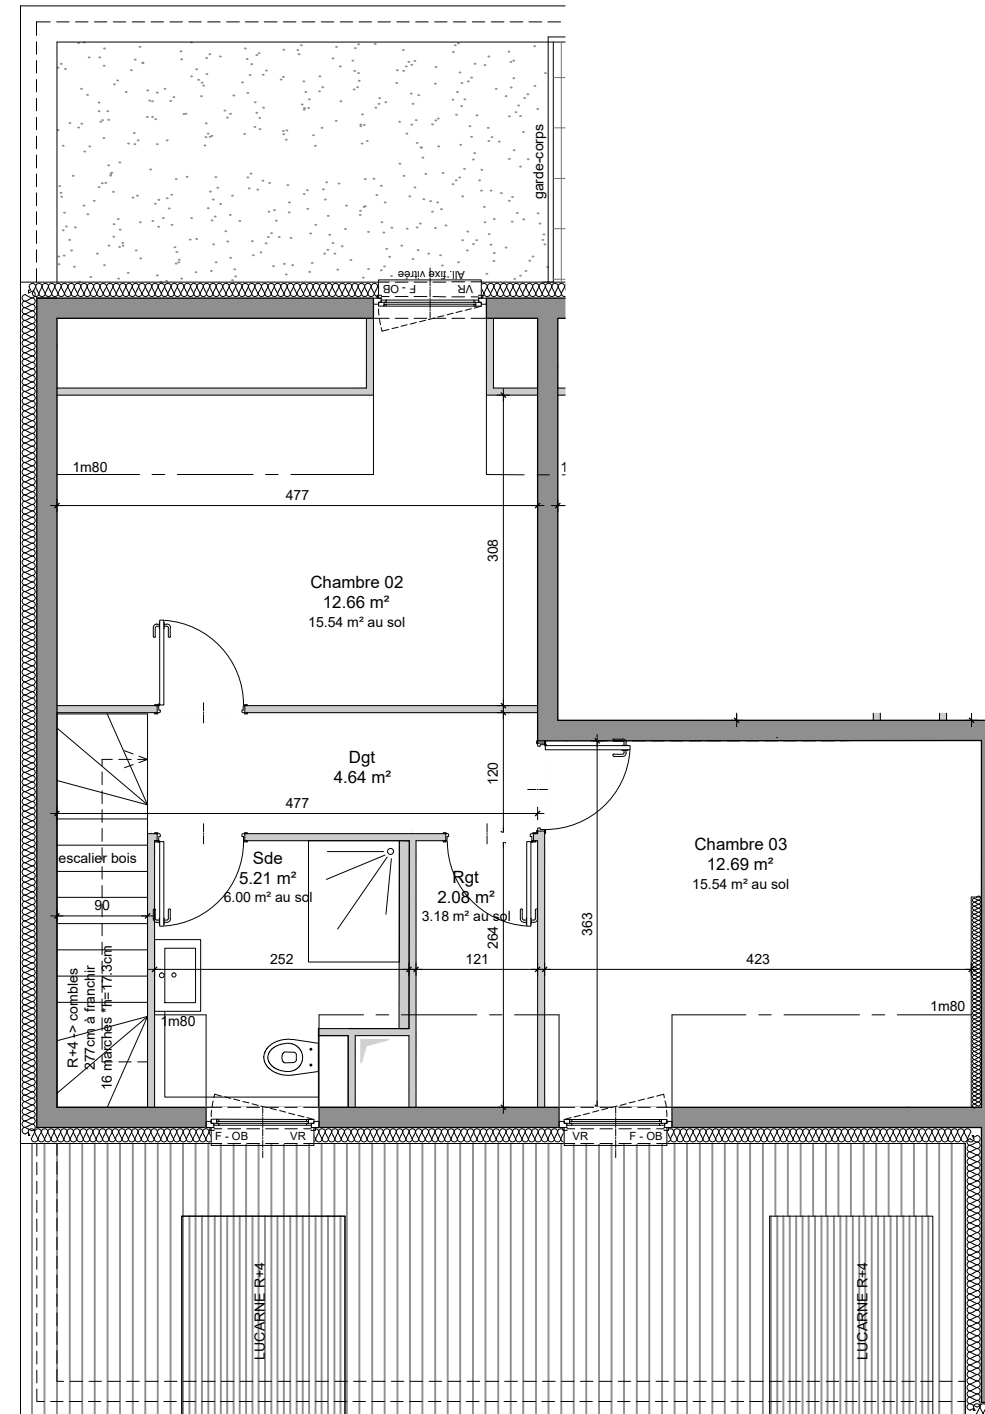 garde-corps
All. fixe vitrée
F - OB
VR
1m80
1
477
308
Chambre 02
12.66 m²
15.54 m² au sol
Dgt
4.64 m²
120
477
escalier bois
90
R+4 -> combles
277cm à franchir
16 marches *h=17.3cm
Sde
5.21 m²
6.00 m² au sol
Rgt
2.08 m²
3.18 m² au sol
264
363
Chambre 03
12.69 m²
15.54 m² au sol
252
121
423
1m80
1m80
F - OB
VR
VR
F - OB
LUCARNE R+4
LUCARNE R+4